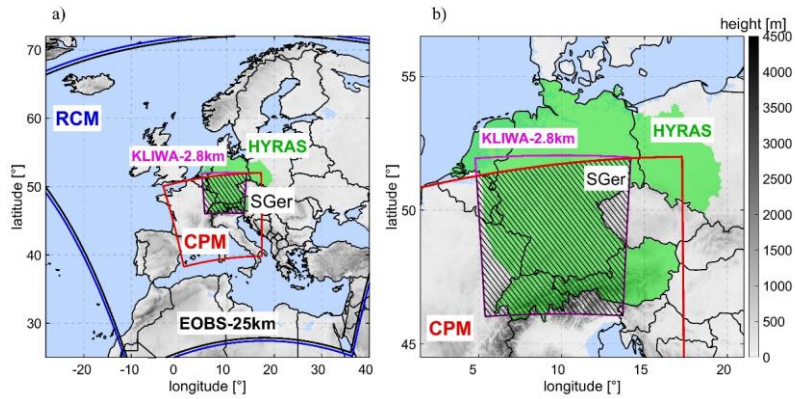 a)
b)
height [m]
RCM
KLIWA-2.8km
HYRAS
SGer
CPM
EOBS-25km
latitude [°]
70
60
50
40
30
-20
-10
0
10
20
30
40
longitude [°]
KLIWA-2.8km
HYRAS
SGer
CPM
latitude [°]
55
50
45
5
10
15
20
longitude [°]
4500
4000
3500
3000
2500
2000
1500
1000
500
0